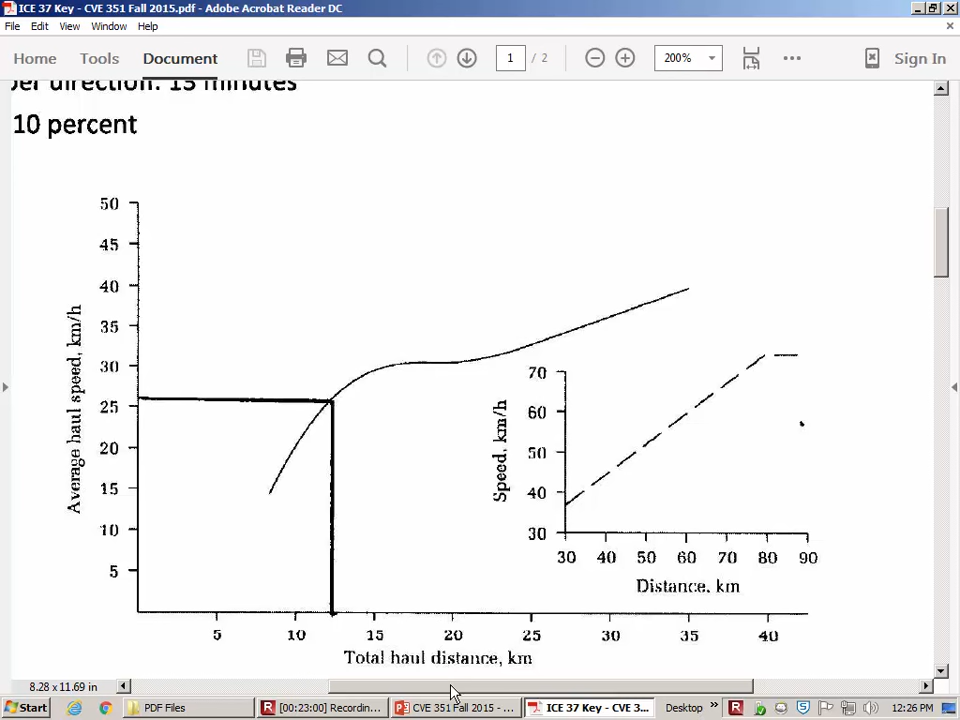 ICE 37 Key - CVE 351 Fall 2015.pdf - Adobe Acrobat Reader DC
File Edit View Window Help
Home Tools Document 1 / 2 200% Sign In
per direction: 15 minutes
10 percent
50
45
40
35
30
25
20
15
10
5
Average haul speed, km/h
5 10 15 20 25 30 35 40
Total haul distance, km
70
60
50
40
30
Speed, km/h
30 40 50 60 70 80 90
Distance, km
8.28 x 11.69 in
Start PDF Files [00:23:00] Recordin... CVE 351 Fall 2015 - ... ICE 37 Key - CVE 3... Desktop » 12:26 PM